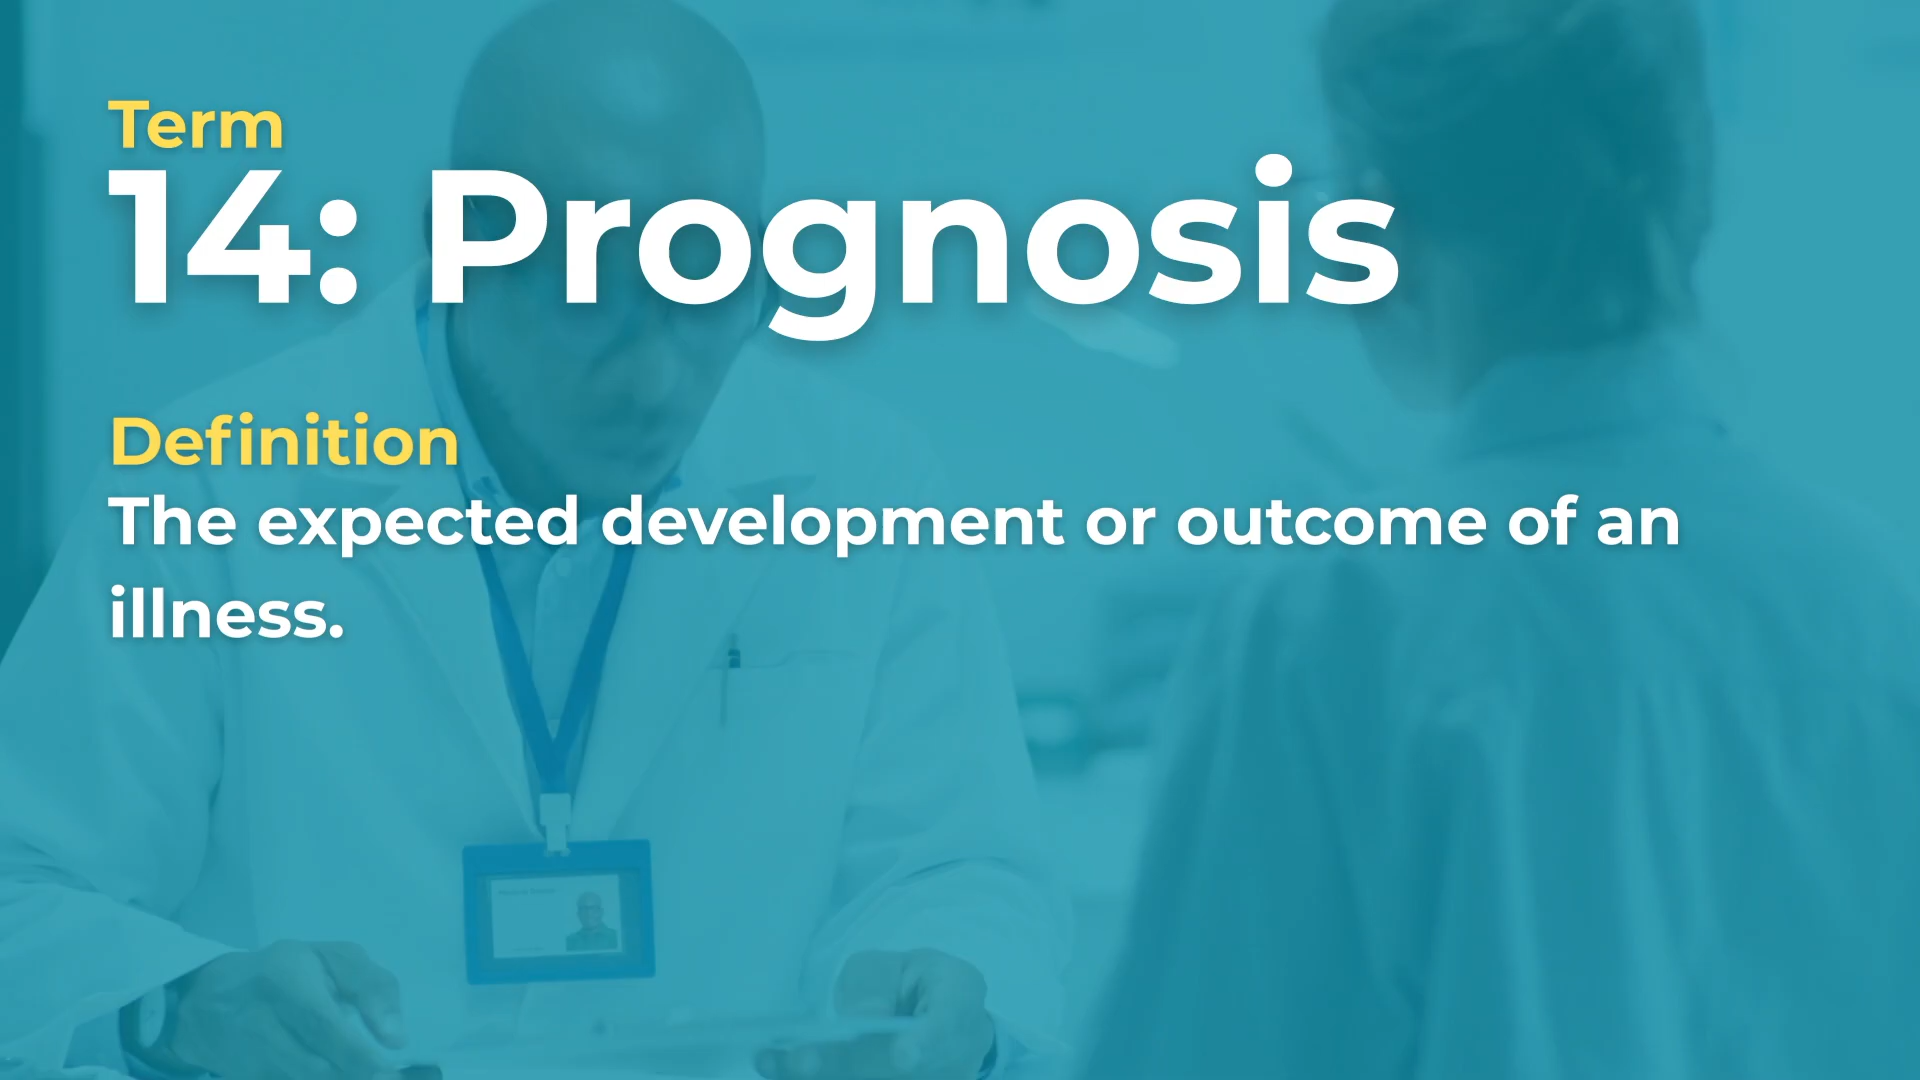 Term
14: Prognosis
Definition
The expected development or outcome of an
illness.